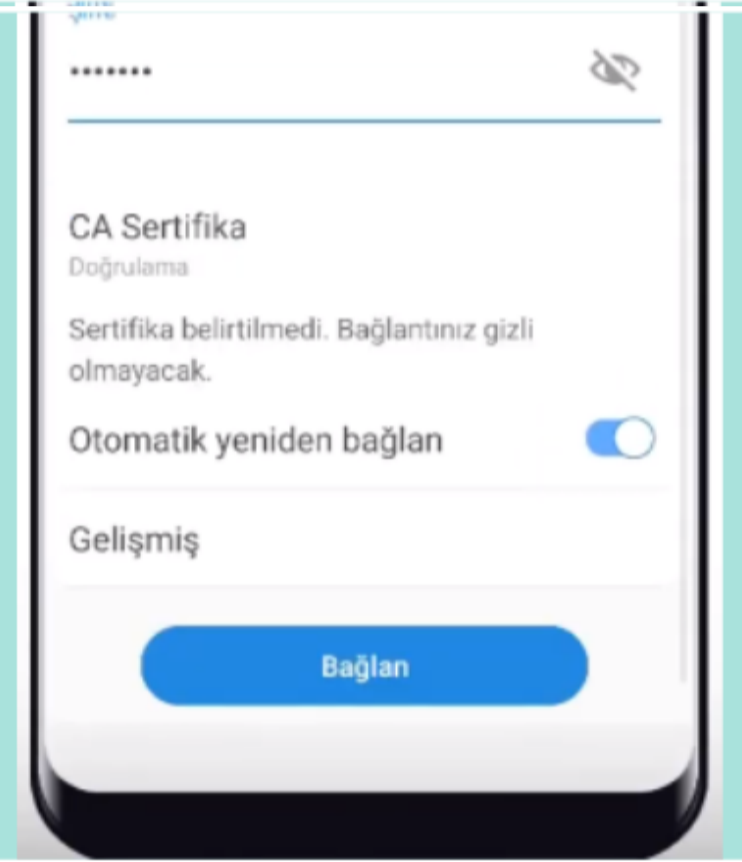 •••••••
CA Sertifika
Doğrulama
Sertifika belirtilmedi. Bağlantınız gizli
olmayacak.
Otomatik yeniden bağlan
Gelişmiş
Bağlan